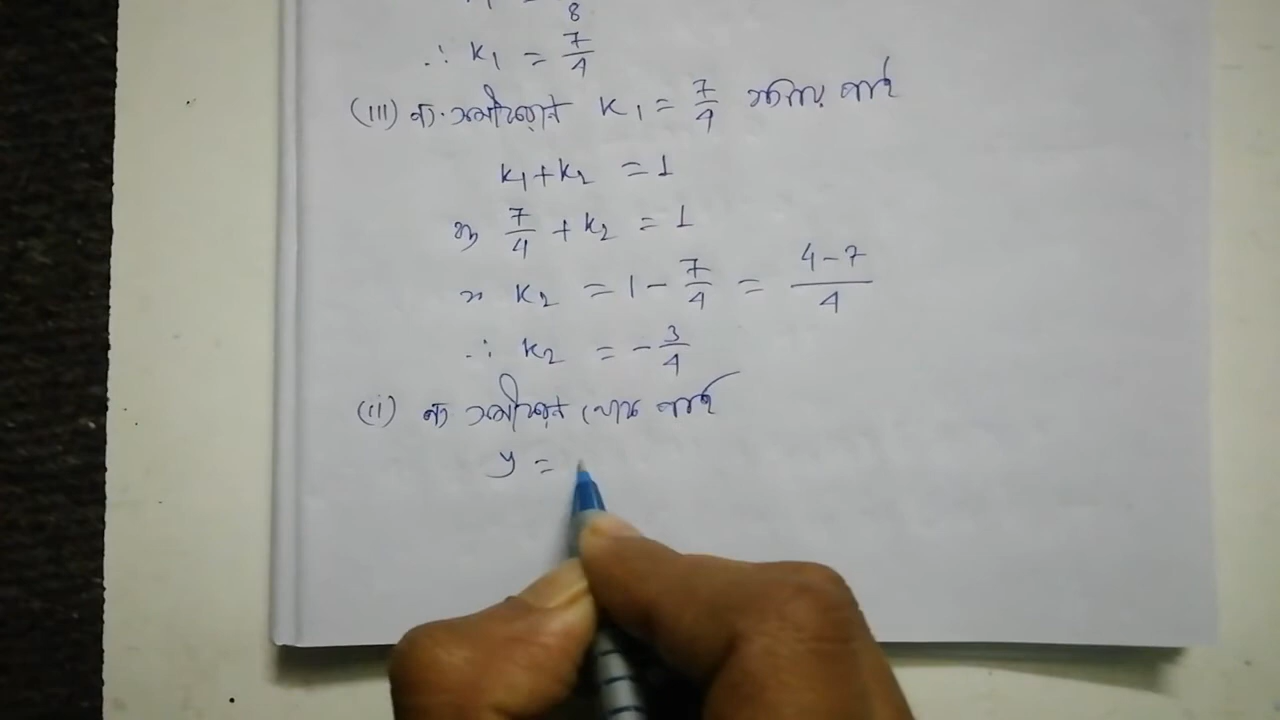 8
∴ k₁ = 7/4
(III) নং সমীকরণে k₁ = 7/4 পাই
k₁ + k₂ = 1
বা 7/4 + k₂ = 1
বা k₂ = 1 − 7/4 = (4 − 7)/4
∴ k₂ = − 3/4
(ii) নং সমীকরণ থেকে পাই
y =